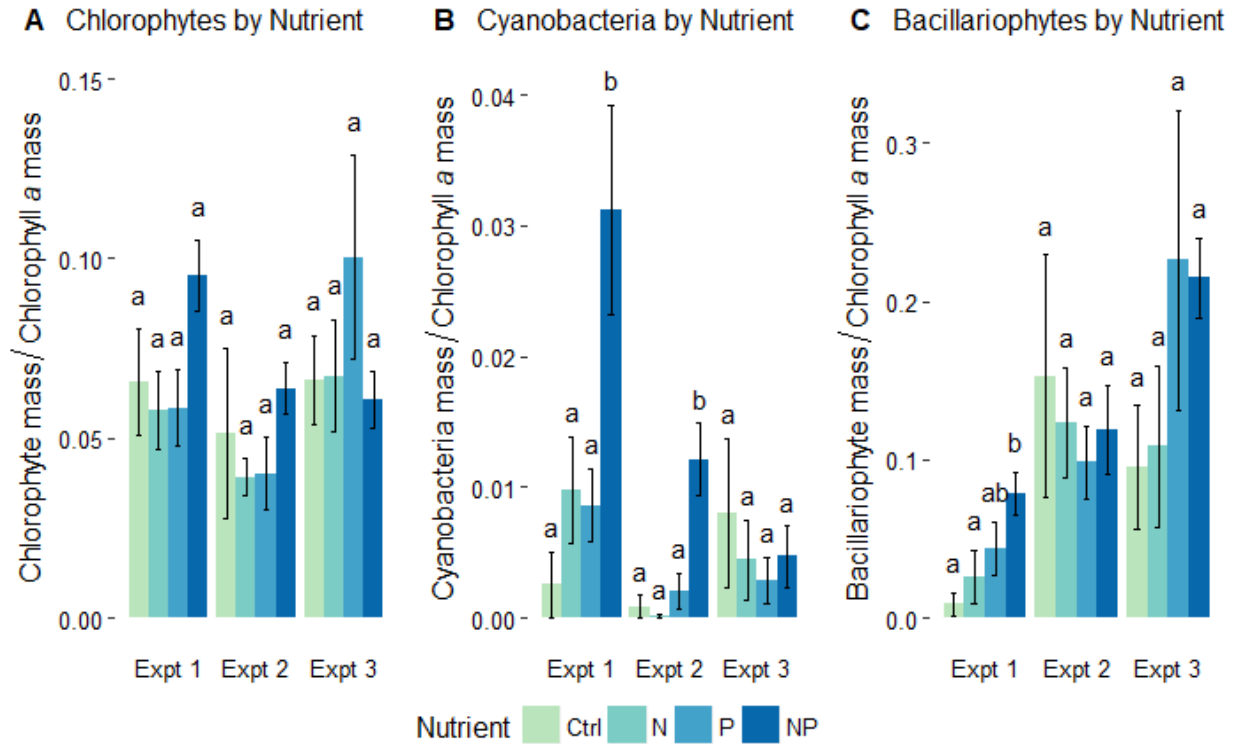 A Chlorophytes by Nutrient
Chlorophyte mass/ Chlorophyll a mass
0.15
0.10
0.05
0.00
a
a
a
a
a
a
a
a
a
a
a
a
Expt 1 Expt 2 Expt 3
B Cyanobacteria by Nutrient
Cyanobacteria mass/ Chlorophyll a mass
0.04
0.03
0.02
0.01
0.00
a
a
a
b
a
a
a
b
a
a
a
a
Expt 1 Expt 2 Expt 3
C Bacillariophytes by Nutrient
Bacillariophyte mass / Chlorophyll a mass
0.3
0.2
0.1
0.0
a
a
ab
b
a
a
a
a
a
a
a
a
Expt 1 Expt 2 Expt 3
Nutrient Ctrl N P NP